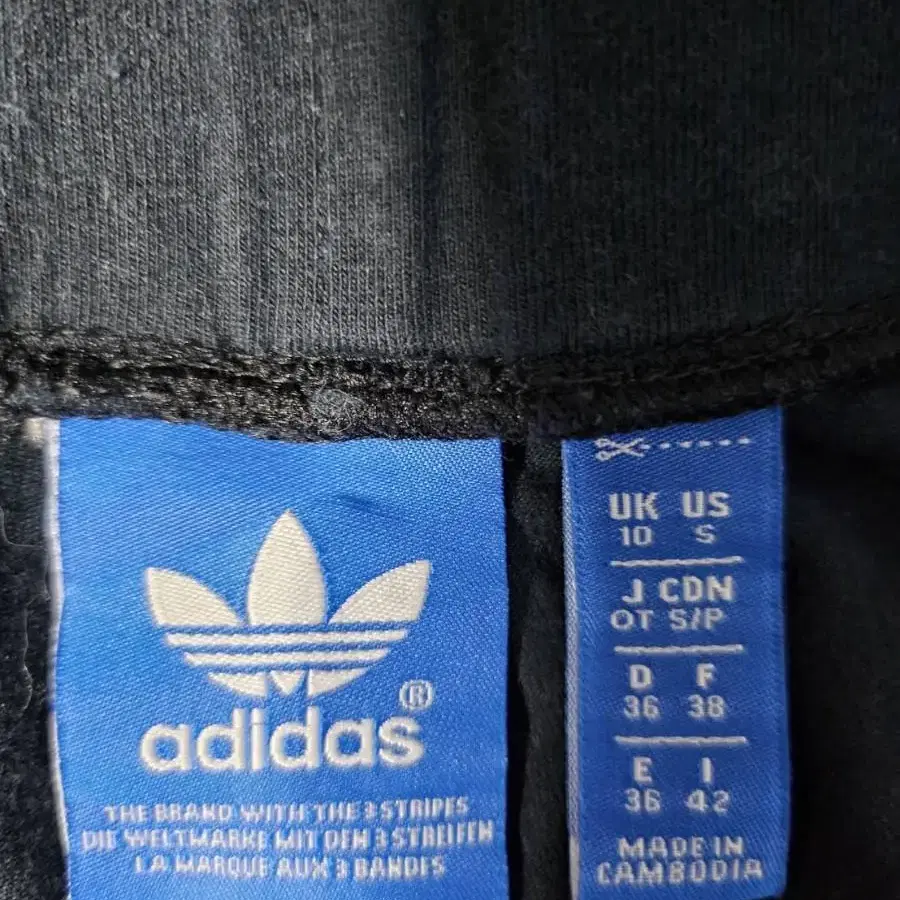 adidas®
THE BRAND WITH THE 3 STRIPES
DIE WELTMARKE MIT DEN 3 STREIFEN
LA MARQUE AUX 3 BANDES
UK US
10 S
J CDN
OT S/P
D F
36 38
E I
36 42
MADE IN
CAMBODIA